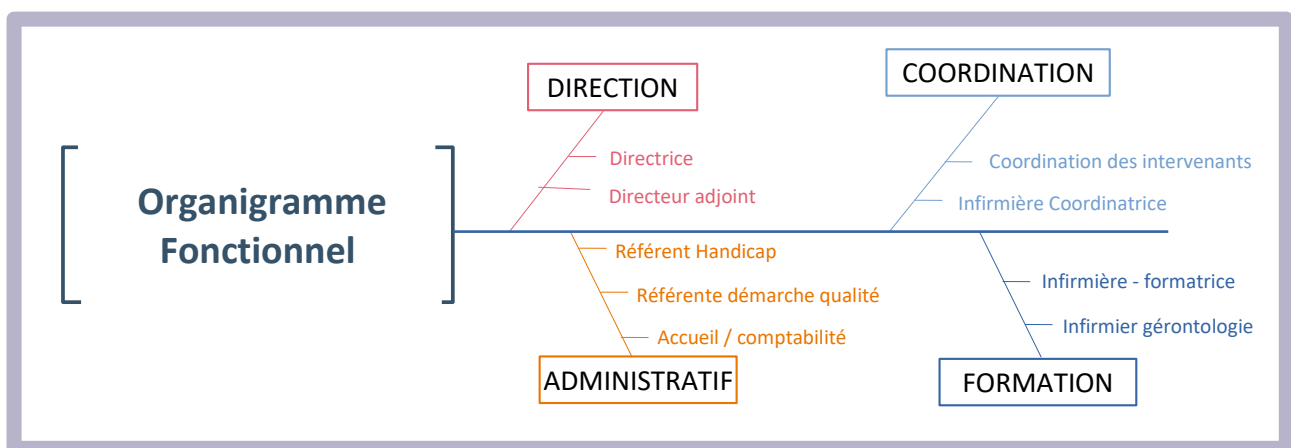 Organigramme
Fonctionnel
DIRECTION
Directrice
Directeur adjoint
COORDINATION
Coordination des intervenants
Infirmière Coordinatrice
Référent Handicap
Référente démarche qualité
Accueil / comptabilité
ADMINISTRATIF
Infirmière - formatrice
Infirmier gérontologie
FORMATION